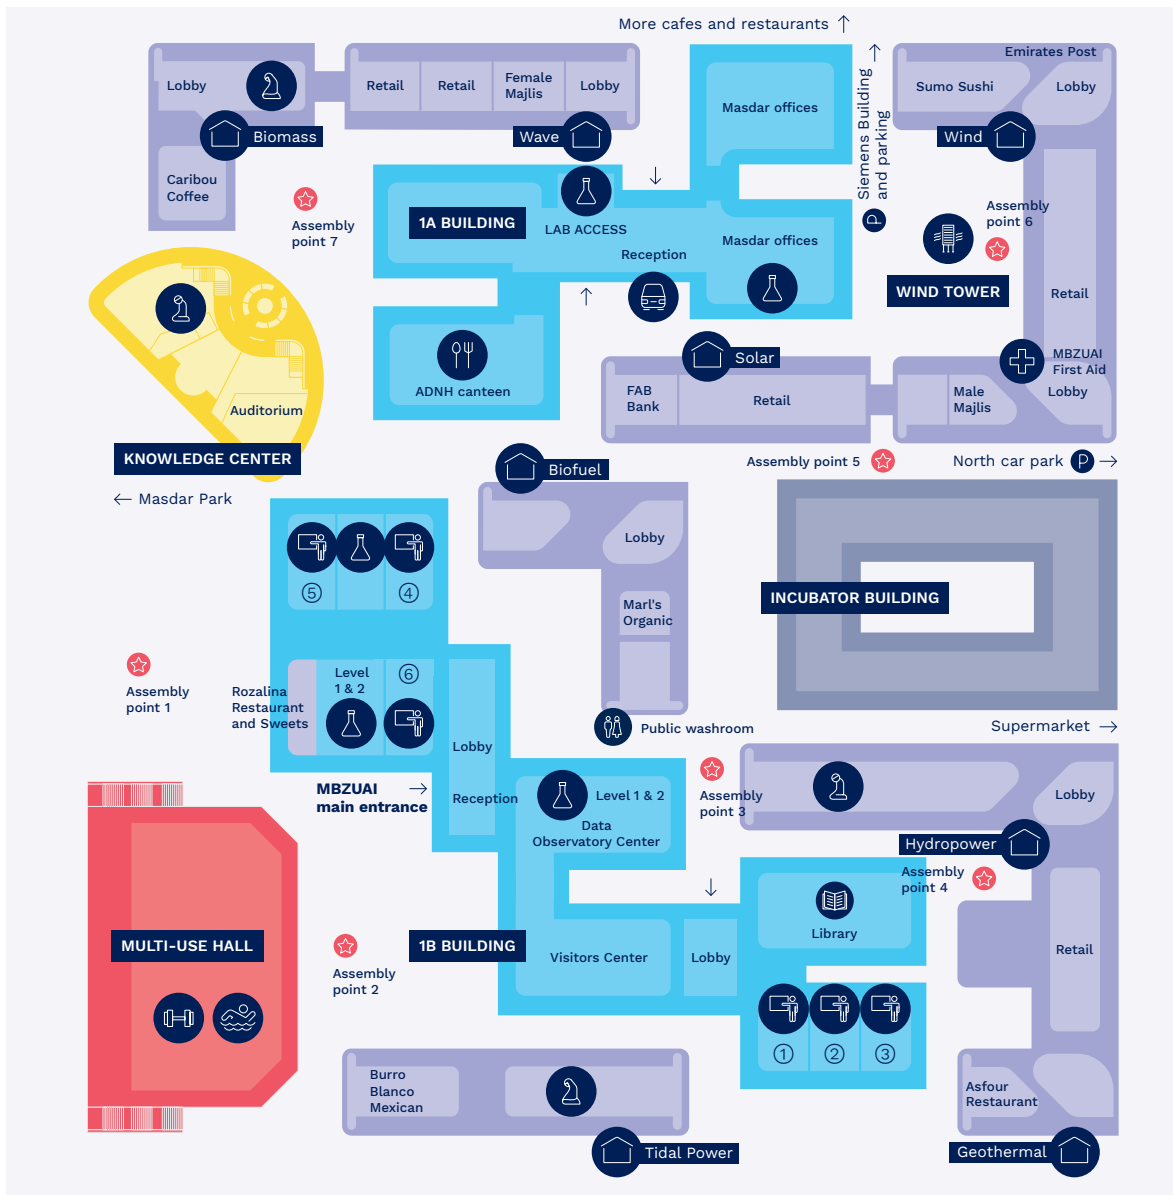 More cafes and restaurants ↑
Siemens Building
and parking
P
Emirates Post
Sumo Sushi
Lobby
Wind
Lobby
Retail
Retail
Female
Majlis
Lobby
Biomass
Wave
Caribou
Coffee
Masdar offices
Assembly
point 7
1A BUILDING
LAB ACCESS
Reception
Masdar offices
Assembly
point 6
WIND TOWER
Retail
ADNH canteen
Auditorium
KNOWLEDGE CENTER
← Masdar Park
Solar
FAB
Bank
Retail
Male
Majlis
MBZUAI
First Aid
Lobby
Assembly point 5
North car park P →
Biofuel
Lobby
Marl's
Organic
Public washroom
INCUBATOR BUILDING
Supermarket →
5
4
Assembly
point 1
Rozalina
Restaurant
and Sweets
Level
1 & 2
6
Lobby
Reception
MBZUAI →
main entrance
Level 1 & 2
Data
Observatory Center
Assembly
point 3
Lobby
Hydropower
Assembly
point 4
Library
MULTI-USE HALL
Assembly
point 2
1B BUILDING
Visitors Center
Lobby
Retail
1
2
3
Burro
Blanco
Mexican
Tidal Power
Asfour
Restaurant
Geothermal